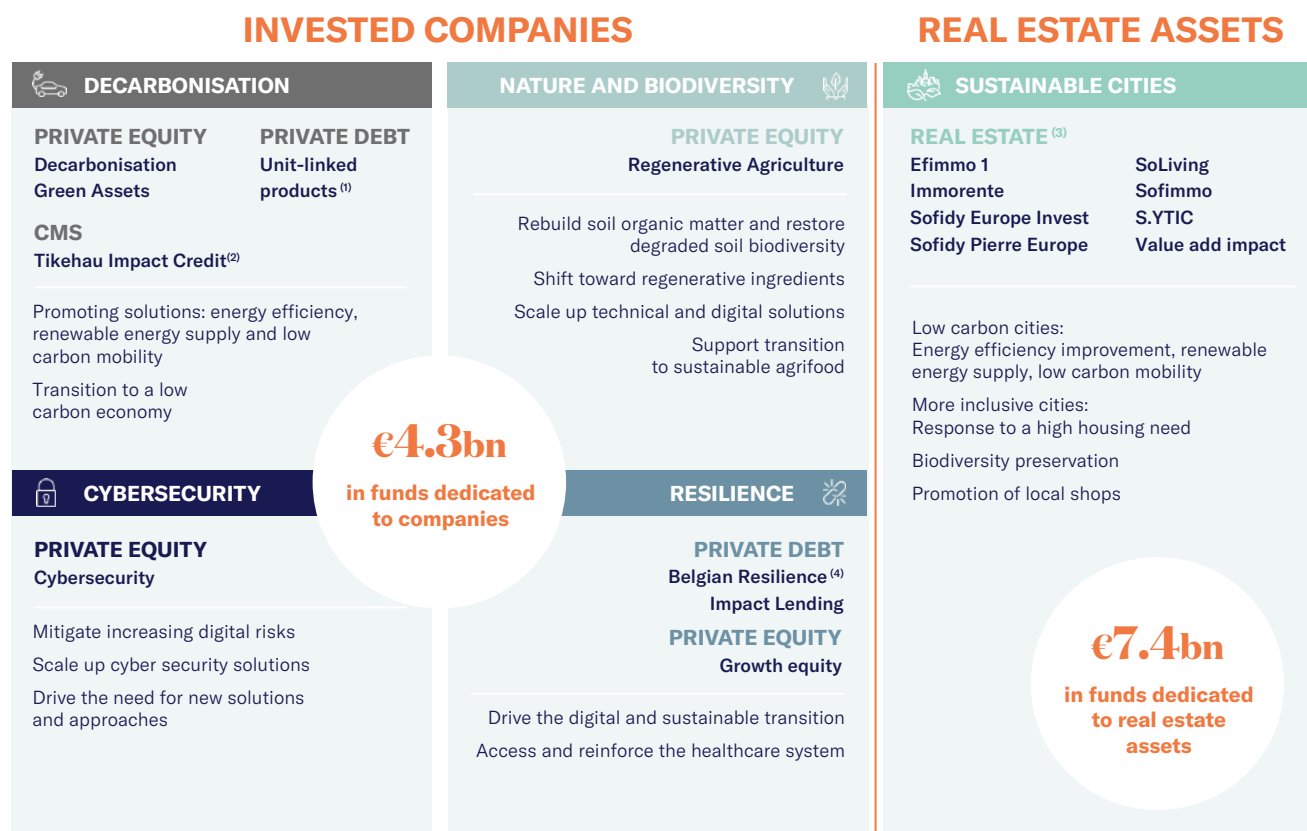 INVESTED COMPANIES
DECARBONISATION
PRIVATE EQUITY
Decarbonisation
Green Assets
PRIVATE DEBT
Unit-linked
products (1)
CMS
Tikehau Impact Credit(2)
Promoting solutions: energy efficiency,
renewable energy supply and low
carbon mobility
Transition to a low
carbon economy
NATURE AND BIODIVERSITY
PRIVATE EQUITY
Regenerative Agriculture
Rebuild soil organic matter and restore
degraded soil biodiversity
Shift toward regenerative ingredients
Scale up technical and digital solutions
Support transition
to sustainable agrifood
€4.3bn
in funds dedicated
to companies
CYBERSECURITY
PRIVATE EQUITY
Cybersecurity
Mitigate increasing digital risks
Scale up cyber security solutions
Drive the need for new solutions
and approaches
RESILIENCE
PRIVATE DEBT
Belgian Resilience (4)
Impact Lending
PRIVATE EQUITY
Growth equity
Drive the digital and sustainable transition
Access and reinforce the healthcare system
REAL ESTATE ASSETS
SUSTAINABLE CITIES
REAL ESTATE (3)
Efimmo 1
Immorente
Sofidy Europe Invest
Sofidy Pierre Europe
SoLiving
Sofimmo
S.YTIC
Value add impact
Low carbon cities:
Energy efficiency improvement, renewable
energy supply, low carbon mobility
More inclusive cities:
Response to a high housing need
Biodiversity preservation
Promotion of local shops
€7.4bn
in funds dedicated
to real estate
assets